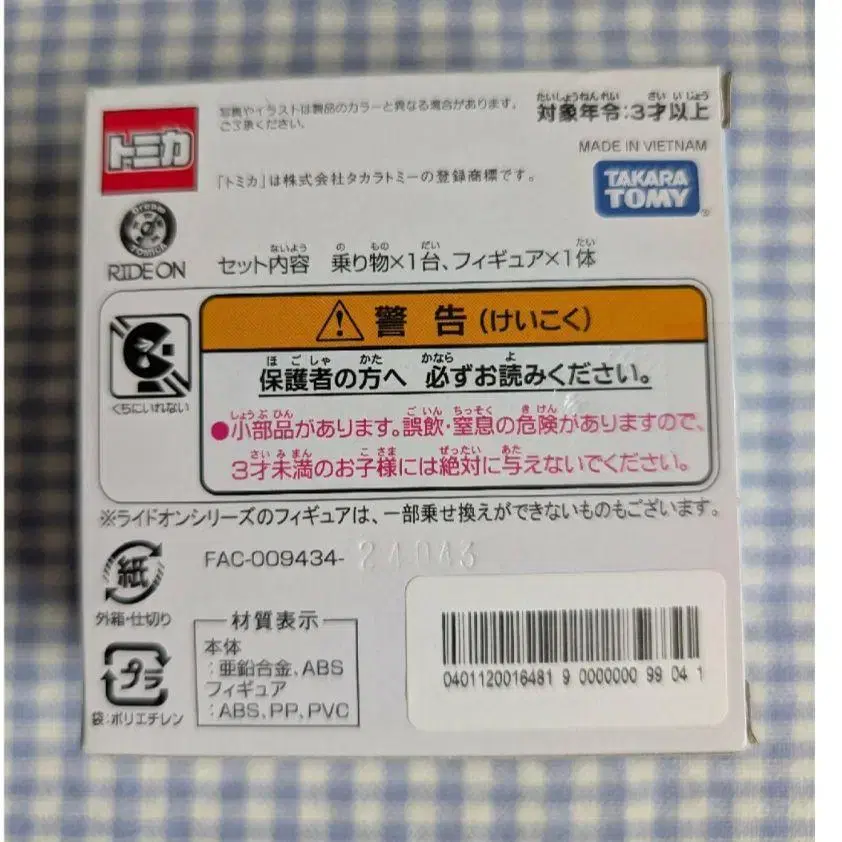 トミカ
写真やイラストは製品のカラーと異なる場合があります。
ご了承ください。
たいしょうねんれい さい いじょう
対象年令:3才以上
MADE IN VIETNAM
「トミカ」は株式会社タカラトミーの登録商標です。
TAKARA
TOMY
Dream
TOMICA
RIDE ON
ないよう の もの だい たい
セット内容 乗り物×1台、フィギュア×1体
警告(けいこく)
ほごしゃ かた かなら よ
保護者の方へ 必ずお読みください。
くちにいれない
しょうぶひん ごいん ちっそく きけん
●小部品があります。誤飲・窒息の危険がありますので、
さいみまん こさま ぜったい あた
3才未満のお子様には絶対に与えないでください。
※ライドオンシリーズのフィギュアは、一部乗せ換えができないものもございます。
紙
外箱・仕切り
FAC-009434-
24043
プラ
袋:ポリエチレン
材質表示
本体
:亜鉛合金、ABS
フィギュア
:ABS、PP、PVC
0401120016481 9 0000000 99 04 1